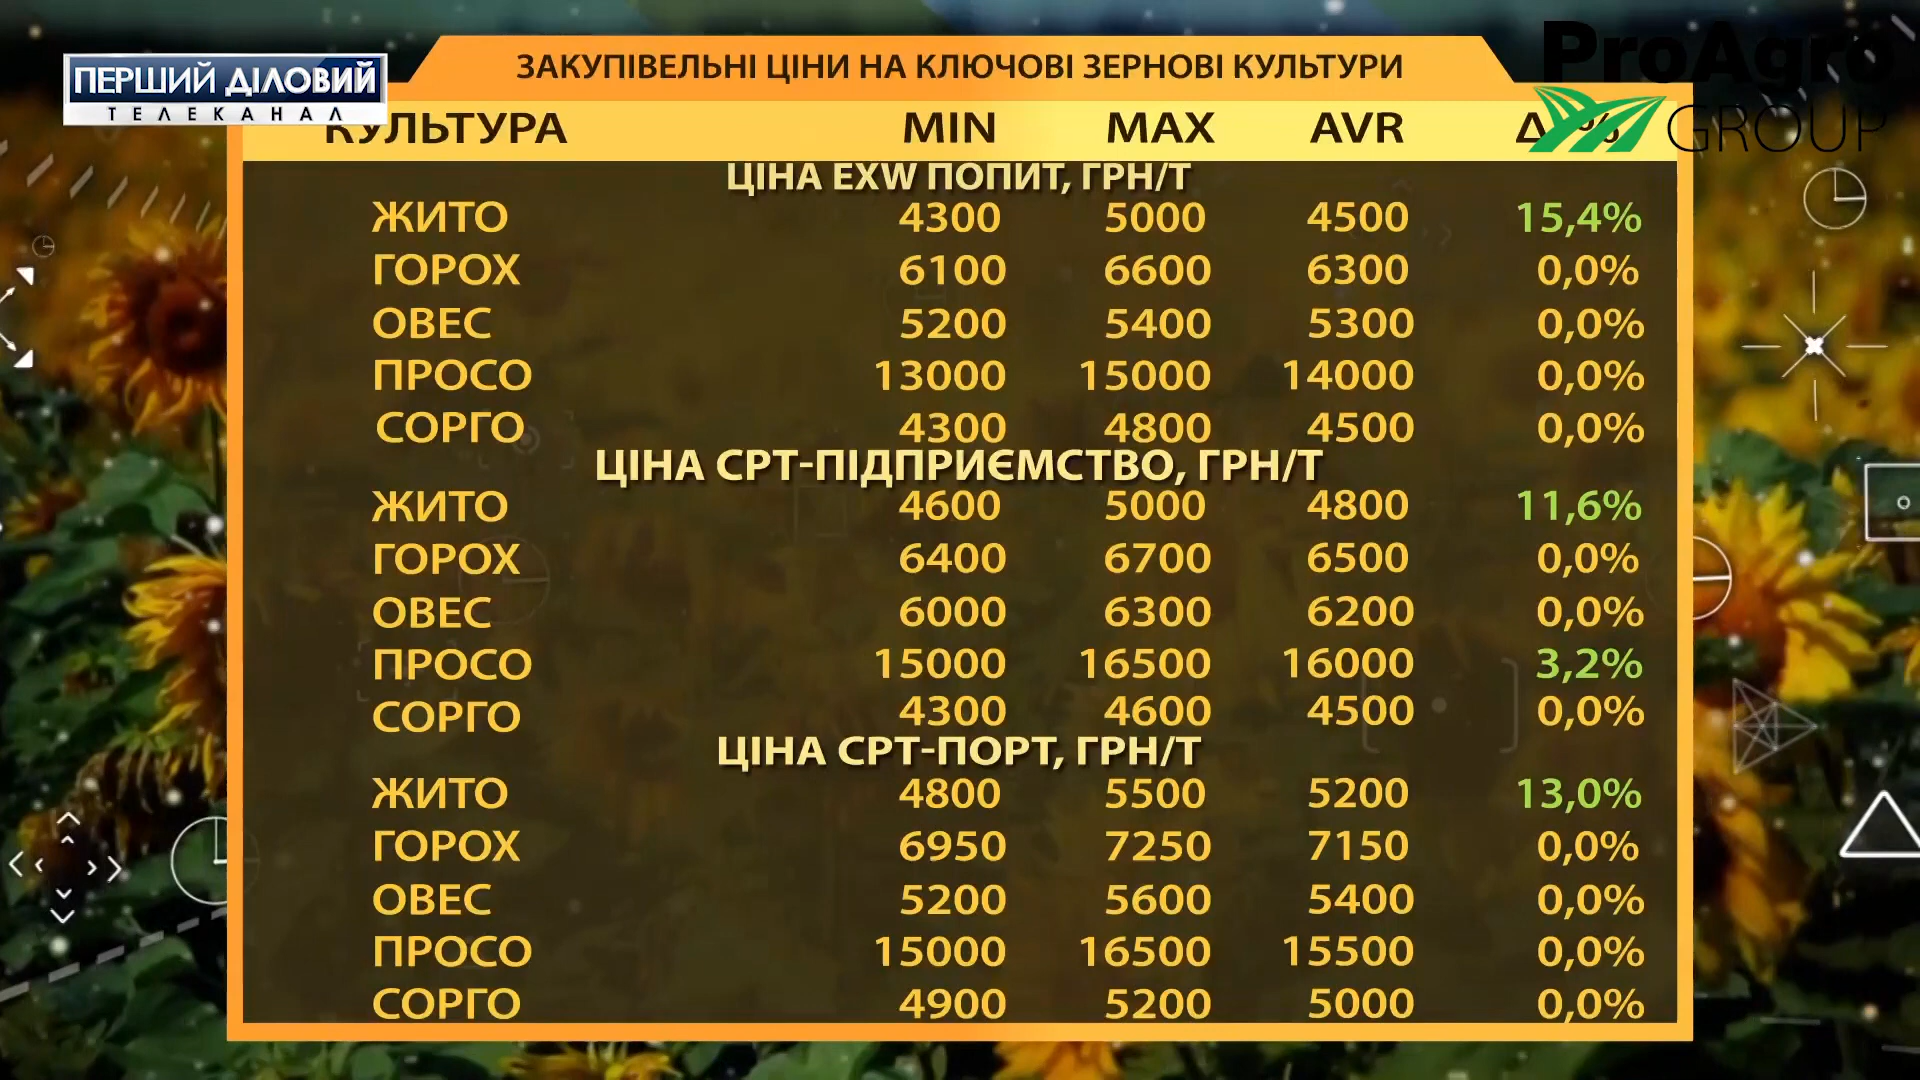 ЗАКУПІВЕЛЬНІ ЦІНИ НА КЛЮЧОВІ ЗЕРНОВІ КУЛЬТУРИ
ProAgro
GROUP
ПЕРШИЙ ДІЛОВИЙ
ТЕЛЕКАНАЛ
КУЛЬТУРА MIN MAX AVR Δ %
ЦІНА EXW ПОПИТ, ГРН/Т
ЖИТО 4300 5000 4500 15,4%
ГОРОХ 6100 6600 6300 0,0%
ОВЕС 5200 5400 5300 0,0%
ПРОСО 13000 15000 14000 0,0%
СОРГО 4300 4800 4500 0,0%
ЦІНА СРТ-ПІДПРИЄМСТВО, ГРН/Т
ЖИТО 4600 5000 4800 11,6%
ГОРОХ 6400 6700 6500 0,0%
ОВЕС 6000 6300 6200 0,0%
ПРОСО 15000 16500 16000 3,2%
СОРГО 4300 4600 4500 0,0%
ЦІНА СРТ-ПОРТ, ГРН/Т
ЖИТО 4800 5500 5200 13,0%
ГОРОХ 6950 7250 7150 0,0%
ОВЕС 5200 5600 5400 0,0%
ПРОСО 15000 16500 15500 0,0%
СОРГО 4900 5200 5000 0,0%